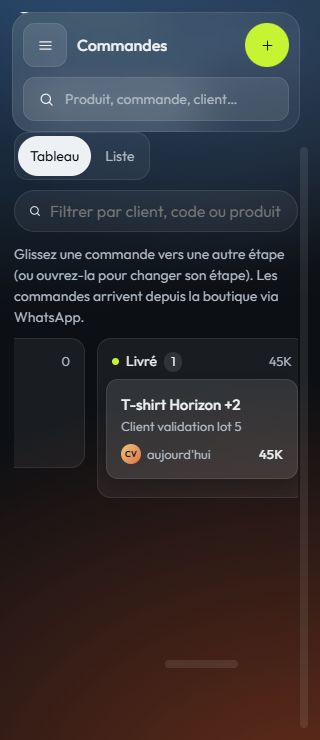 Commandes
Produit, commande, client...
Tableau
Liste
Filtrer par client, code ou produit
Glissez une commande vers une autre étape
(ou ouvrez-la pour changer son étape). Les
commandes arrivent depuis la boutique via
WhatsApp.
0
Livré 1 45K
T-shirt Horizon +2
Client validation lot 5
CV aujourd'hui 45K